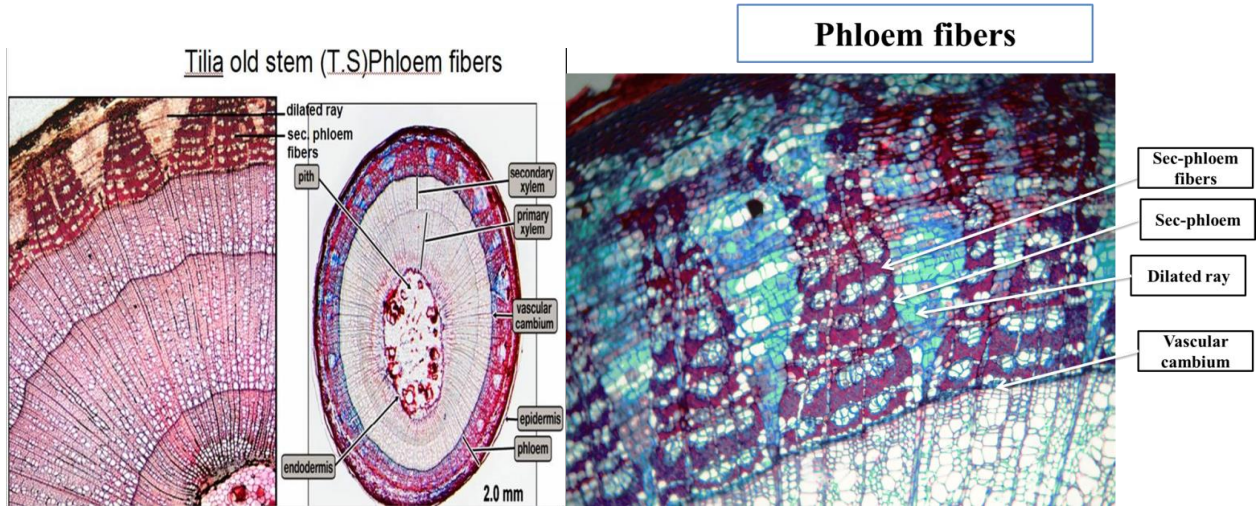 Tilia old stem (T.S)Phloem fibers
dilated ray
sec. phloem
fibers
pith
secondary
xylem
primary
xylem
vascular
cambium
epidermis
phloem
endodermis
2.0 mm
Phloem fibers
Sec-phloem
fibers
Sec-phloem
Dilated ray
Vascular
cambium